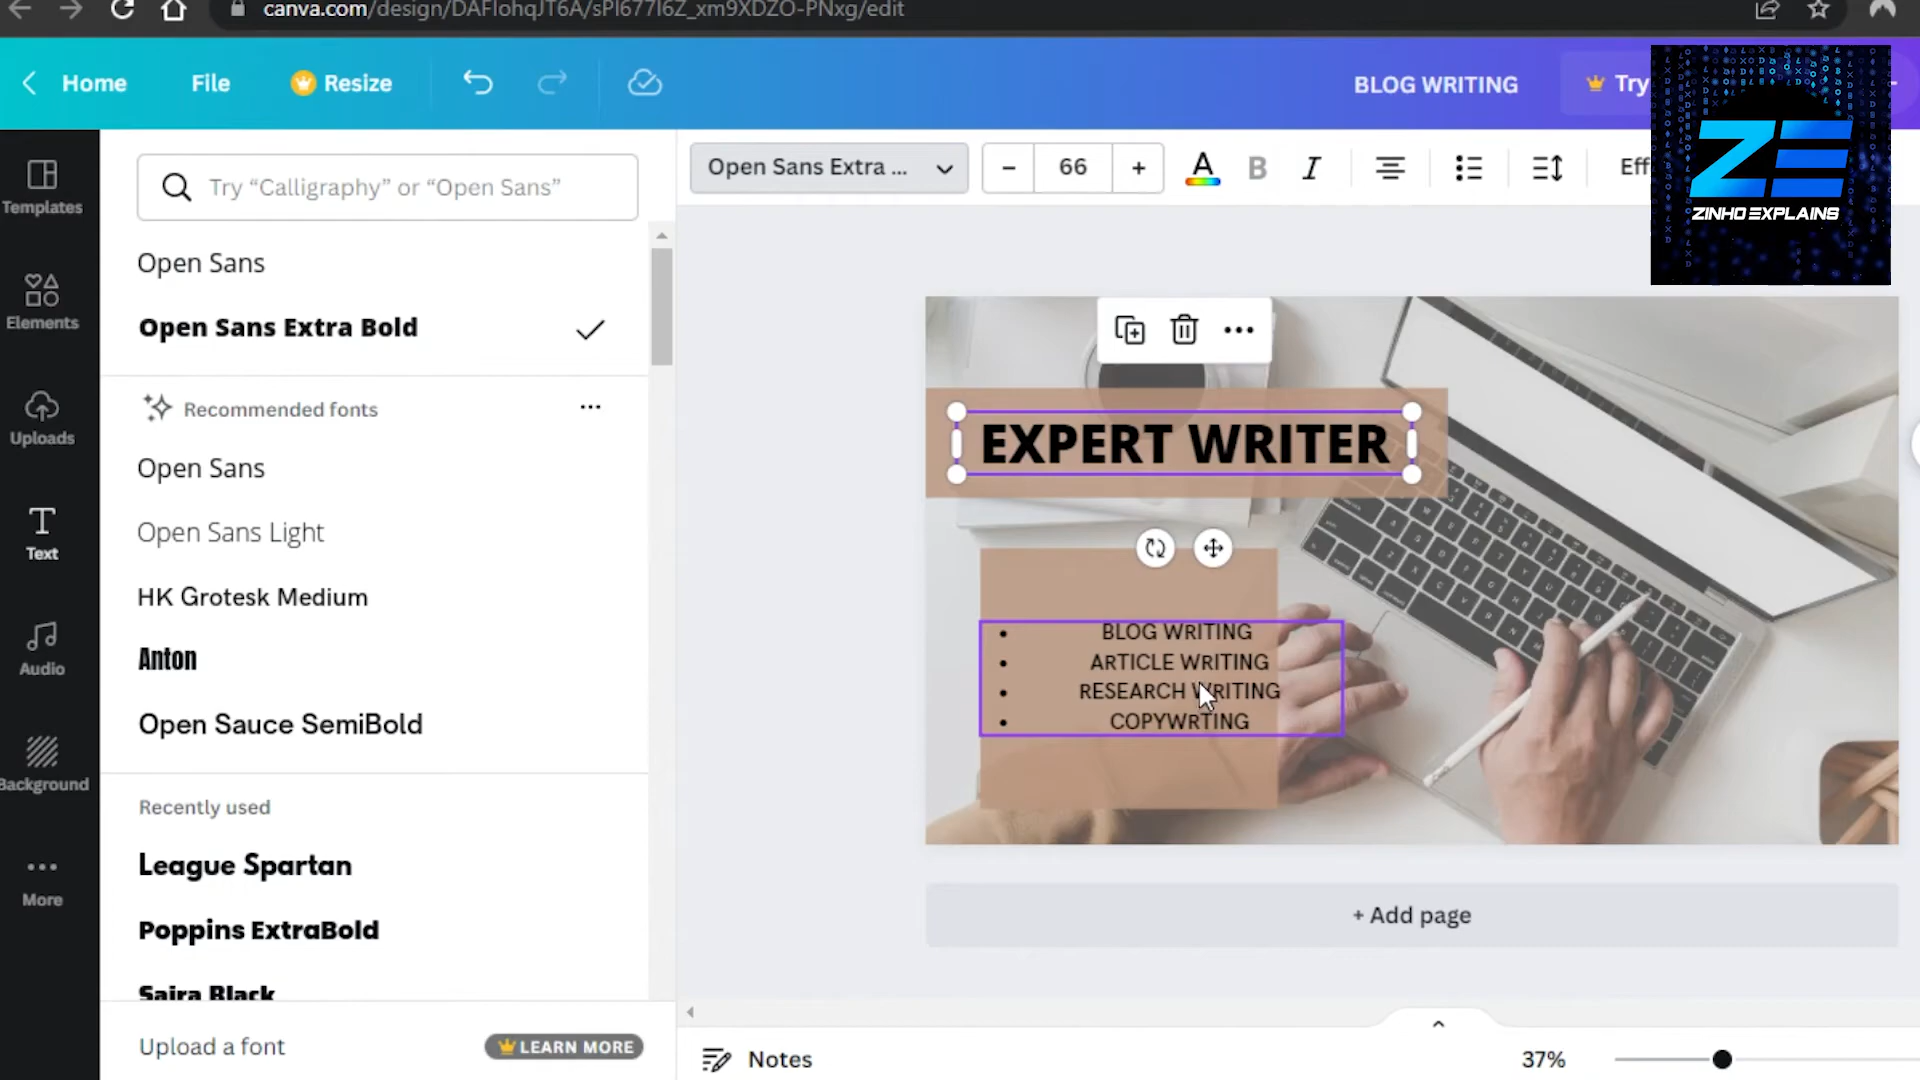 canva.com/design/DAFIohqJT6A/sPI677I6Z_xm9XDZO-PNxg/edit
Home
File
Resize
BLOG WRITING
Try
ZE
ZINHO EXPLAINS
Templates
Elements
Uploads
Text
Audio
Background
More
Try “Calligraphy” or “Open Sans”
Open Sans
Open Sans Extra Bold
Recommended fonts
Open Sans
Open Sans Light
HK Grotesk Medium
Anton
Open Sauce SemiBold
Recently used
League Spartan
Poppins ExtraBold
Saira Black
Upload a font
LEARN MORE
Open Sans Extra ...
66
A
B
I
Eff
EXPERT WRITER
BLOG WRITING
ARTICLE WRITING
RESEARCH WRITING
COPYWRTING
+ Add page
Notes
37%